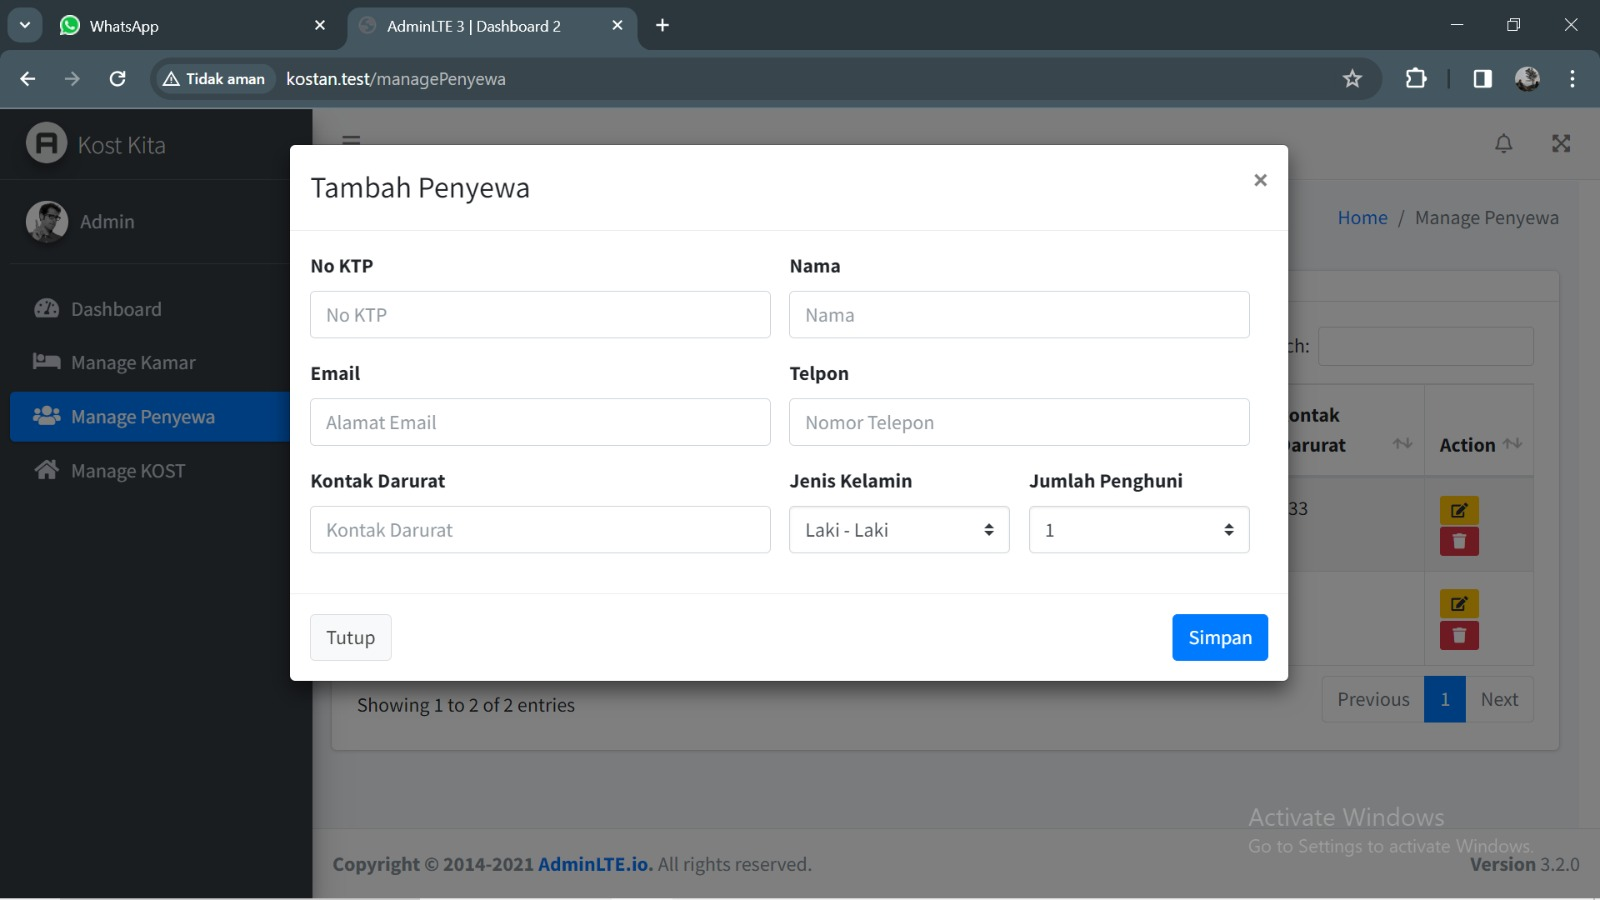 WhatsApp
AdminLTE 3 | Dashboard 2
Tidak aman
kostan.test/managePenyewa
Kost Kita
Admin
Dashboard
Manage Kamar
Manage Penyewa
Manage KOST
Home / Manage Penyewa
Tambah Penyewa
×
No KTP
Nama
No KTP
Nama
Email
Telpon
Alamat Email
Nomor Telepon
Kontak Darurat
Jenis Kelamin
Jumlah Penghuni
Kontak Darurat
Laki - Laki
1
Tutup
Simpan
ch:
ontak
arurat
Action
33
Showing 1 to 2 of 2 entries
Previous 1 Next
Activate Windows
Go to Settings to activate Windows.
Copyright © 2014-2021 AdminLTE.io. All rights reserved.
Version 3.2.0